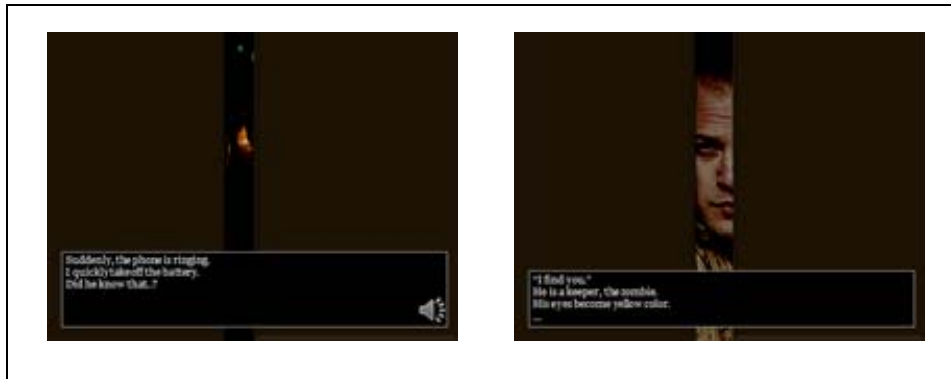 Suddenly, the phone is ringing.
I quickly takeoff the battery.
Did he know that..?
"I find you."
He is a keeper, the zombie.
His eyes become yellow color.
...